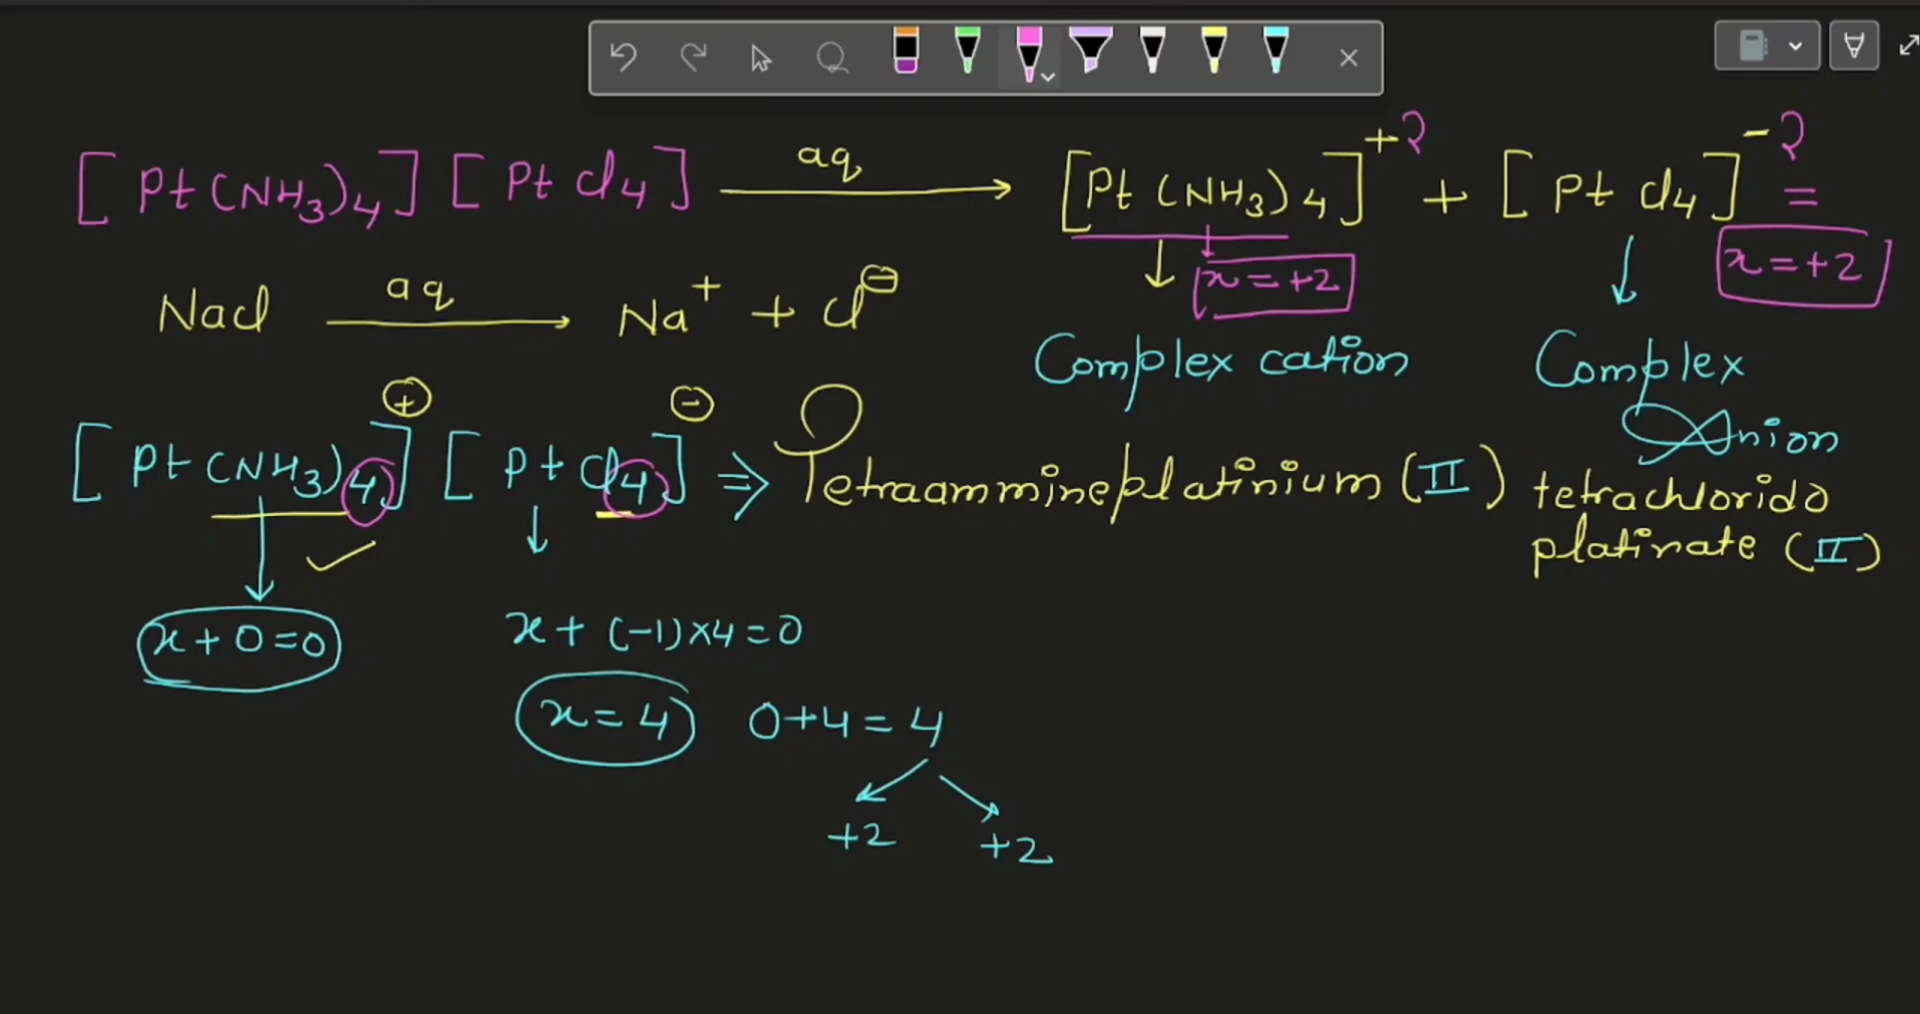 [Pt(NH3)4] [PtCl4] aq → [Pt(NH3)4]+2 + [PtCl4]-2
x=+2
x=+2
NaCl aq → Na+ + Cl⊖
Complex cation
Complex
Anion
[Pt(NH3)4]⊕ [PtCl4]⊖ ⇒ Tetraammineplatinium (II) tetrachlorido
platinate (II)
x+0=0
x+(-1)×4=0
x=4 0+4=4
+2 +2